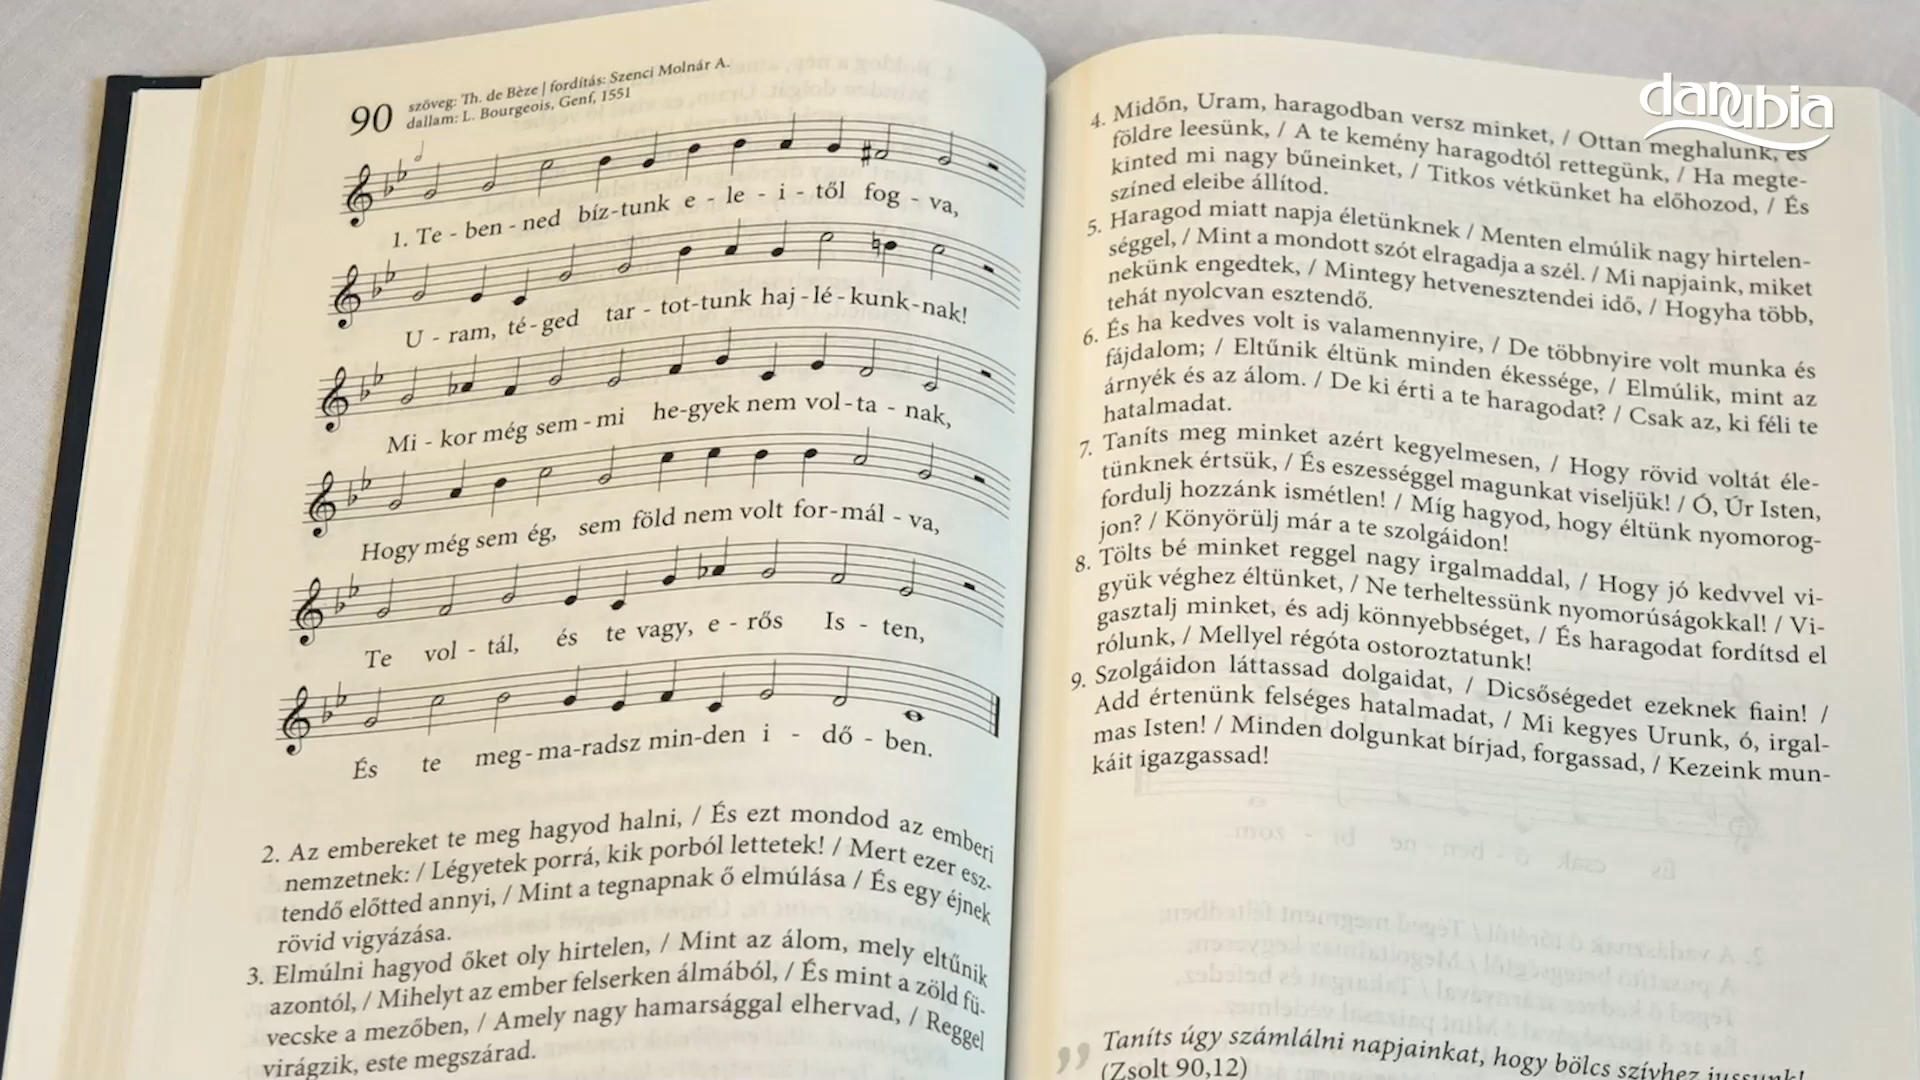 90
szöveg: Th. de Bèze | fordítás: Szenci Molnár A.
dallam: L. Bourgeois, Genf, 1551
1. Te - ben - ned bíz-tunk e - le - i - től fog - va,
U - ram, té - ged tar - tot-tunk haj - lé - kunk-nak!
Mi - kor még sem - mi he-gyek nem vol-ta - nak,
Hogy még sem ég, sem föld nem volt for-mál - va,
Te vol - tál, és te vagy, e - rős Is - ten,
És te meg-ma-radsz min-den i - dő - ben.
2. Az embereket te meg hagyod halni, / És ezt mondod az emberi
nemzetnek: / Légyetek porrá, kik porból lettetek! / Mert ezer esz-
tendő előtted annyi, / Mint a tegnapnak ő elmúlása / És egy éjnek
rövid vigyázása.
3. Elmúlni hagyod őket oly hirtelen, / Mint az álom, mely eltűnik
azontól, / Mihelyt az ember felserken álmából, / És mint a zöld fü-
vecske a mezőben, / Amely nagy hamarsággal elhervad, / Reggel
virágzik, este megszárad.
4. Midőn, Uram, haragodban versz minket, / Ottan meghalunk, és
földre leesünk, / A te kemény haragodtól rettegünk, / Ha megte-
kinted mi nagy bűneinket, / Titkos vétkünket ha előhozod, / És
színed eleibe állítod.
5. Haragod miatt napja életünknek / Menten elmúlik nagy hirtelen-
séggel, / Mint a mondott szót elragadja a szél. / Mi napjaink, miket
nekünk engedtek, / Mintegy hetvenesztendei idő, / Hogyha több,
tehát nyolcvan esztendő.
6. És ha kedves volt is valamennyire, / De többnyire volt munka és
fájdalom; / Eltűnik éltünk minden ékessége, / Elmúlik, mint az
árnyék és az álom. / De ki érti a te haragodat? / Csak az, ki féli te
hatalmadat.
7. Taníts meg minket azért kegyelmesen, / Hogy rövid voltát éle-
tünknek értsük, / És eszességgel magunkat viseljük! / Ó, Úr Isten,
fordulj hozzánk ismétlen! / Míg hagyod, hogy éltünk nyomorog-
jon? / Könyörülj már a te szolgáidon!
8. Tölts bé minket reggel nagy irgalmaddal, / Hogy jó kedvvel vi-
gyük véghez éltünket, / Ne terheltessünk nyomorúságokkal! / Vi-
gasztalj minket, és adj könnyebbséget, / És haragodat fordítsd el
rólunk, / Mellyel régóta ostoroztatunk!
9. Szolgáidon láttassad dolgaidat, / Dicsőségedet ezeknek fiain! /
Add értenünk felséges hatalmadat, / Mi kegyes Urunk, ó, irgal-
mas Isten! / Minden dolgunkat bírjad, forgassad, / Kezeink mun-
káit igazgassad!
Taníts úgy számlálni napjainkat, hogy bölcs szívhez jussunk!
(Zsolt 90,12)
danubia